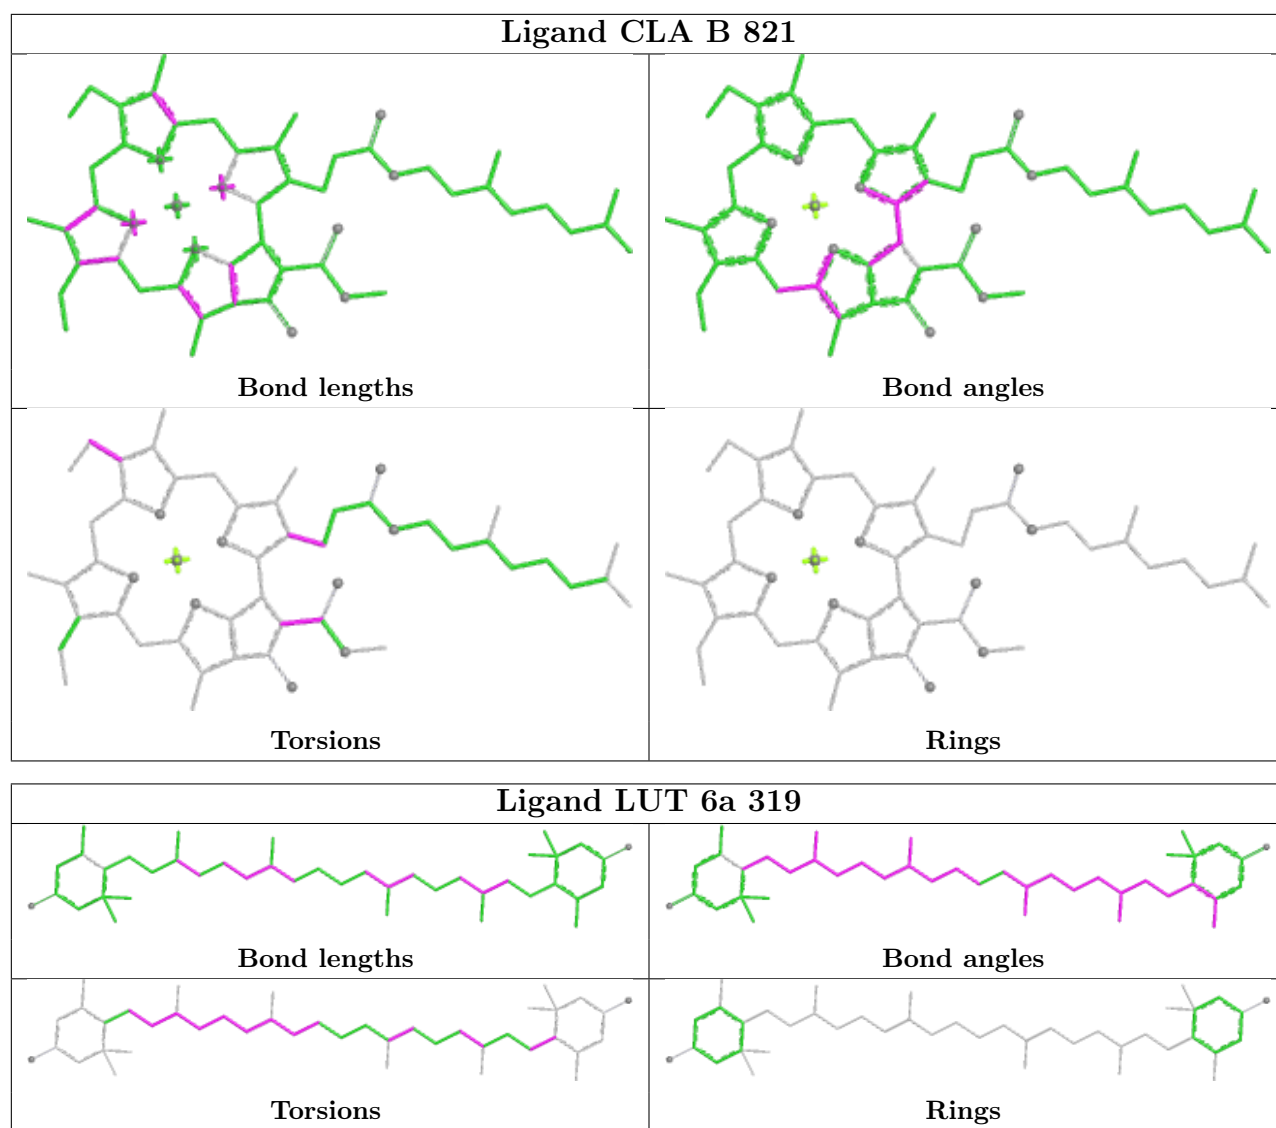 Ligand CLA B 821
Bond lengths
Bond angles
Torsions
Rings
Ligand LUT 6a 319
Bond lengths
Bond angles
Torsions
Rings